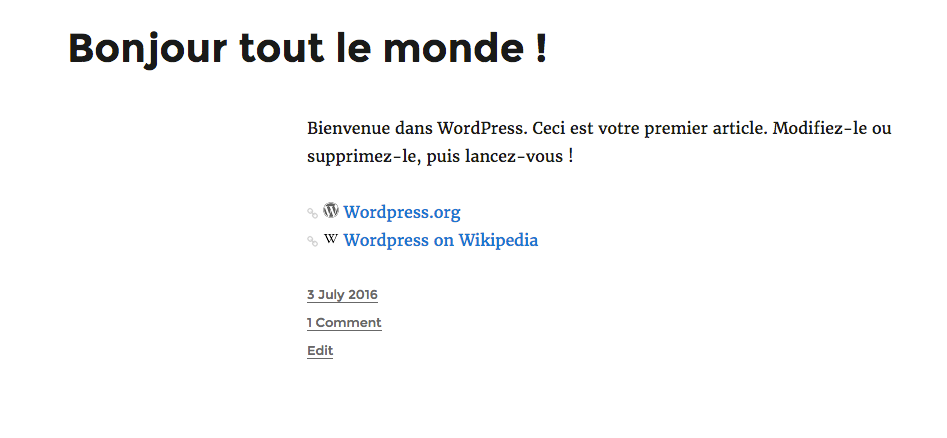 Bonjour tout le monde !
Bienvenue dans WordPress. Ceci est votre premier article. Modifiez-le ou
supprimez-le, puis lancez-vous !
Wordpress.org
Wordpress on Wikipedia
3 July 2016
1 Comment
Edit